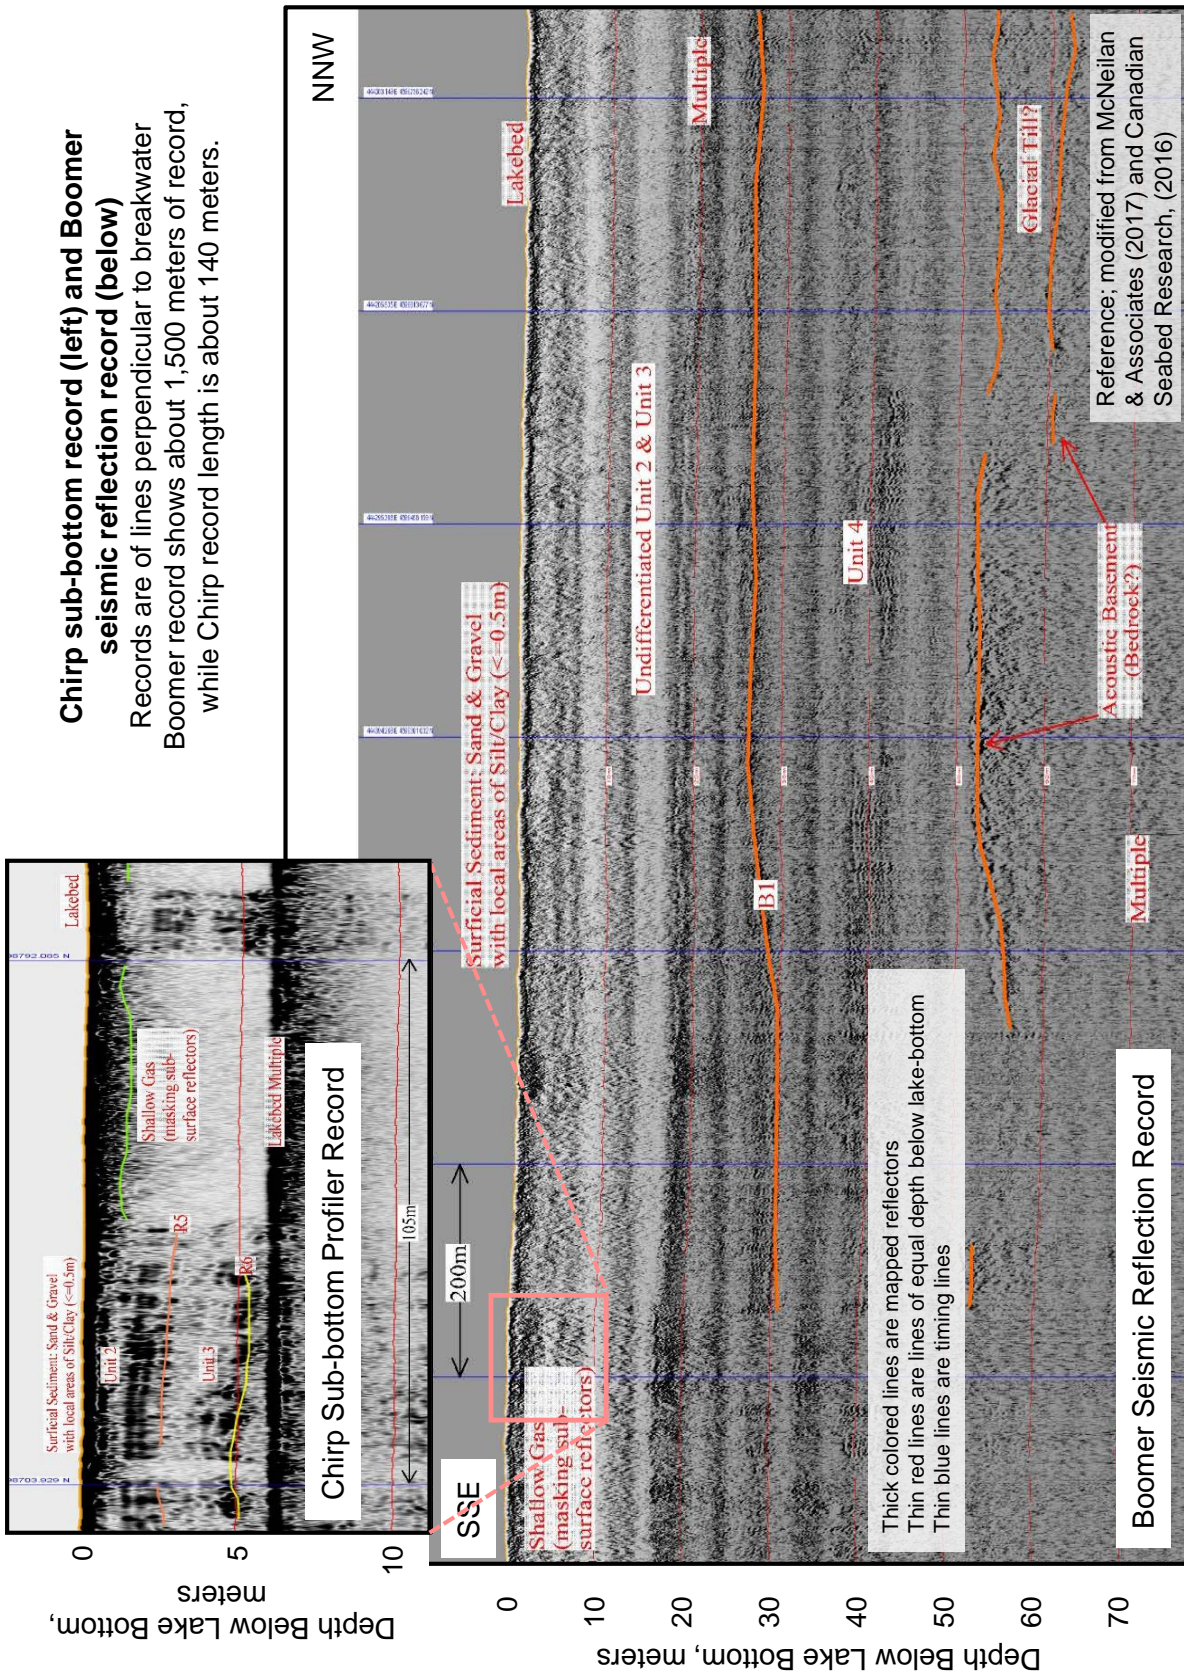 Chirp sub-bottom record (left) and Boomer
seismic reflection record (below)
Records are of lines perpendicular to breakwater
Boomer record shows about 1,500 meters of record,
while Chirp record length is about 140 meters.
Depth Below Lake Bottom,
meters
0
5
10
Surficial Sediment: Sand & Gravel
with local areas of Silt/Clay (<=0.5m)
Lakebed
Unit 2
Shallow Gas
(masking sub-
surface reflectors)
R5
Unit 3
R6
Lakebed Multiple
105m
Chirp Sub-bottom Profiler Record
SSE
NNW
200m
Surficial Sediment: Sand & Gravel
with local areas of Silt/Clay (<=0.5m)
Lakebed
Shallow Gas
(masking sub-
surface reflectors)
Undifferentiated Unit 2 & Unit 3
Multiple
B1
Unit 4
Glacial Till?
Acoustic Basement
(Bedrock?)
Multiple
Thick colored lines are mapped reflectors
Thin red lines are lines of equal depth below lake-bottom
Thin blue lines are timing lines
Boomer Seismic Reflection Record
Reference; modified from McNeilan
& Associates (2017) and Canadian
Seabed Research, (2016)
Depth Below Lake Bottom, meters
0
10
20
30
40
50
60
70